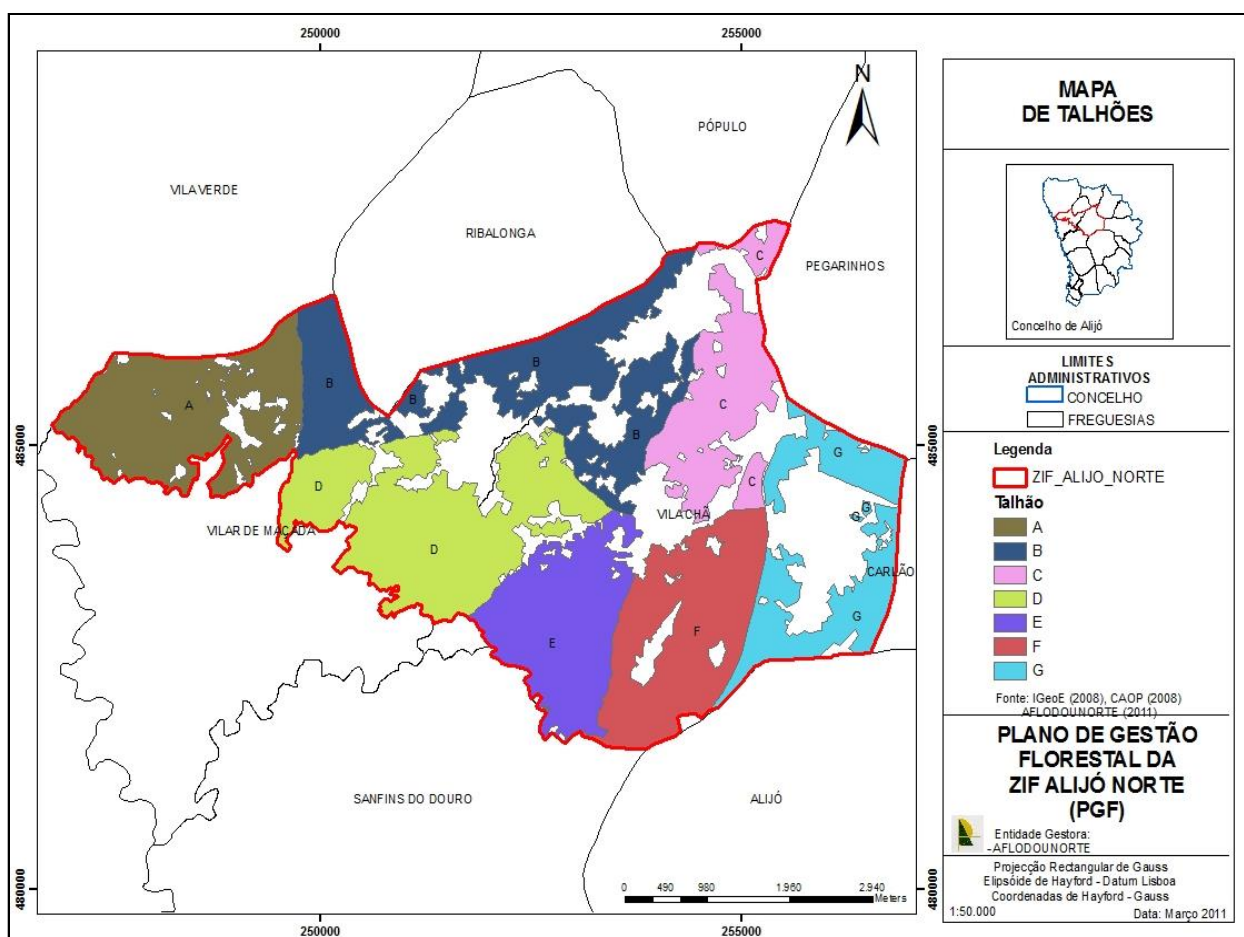 250000
255000
485000
480000
N
PÓPULO
VILA VERDE
RIBALONGA
PEGARINHOS
C
B
B
B
A
C
B
G
C
D
VILA CHÃ
VILAR DE MAÇADA
G
G
D
CARLÃO
F
G
E
SANFINS DO DOURO
ALIJÓ
0 490 980 1.960 2.940
Meters
485000
480000
250000
255000
MAPA
DE TALHÕES
Concelho de Alijó
LIMITES
ADMINISTRATIVOS
CONCELHO
FREGUESIAS
Legenda
ZIF_ALIJO_NORTE
Talhão
A
B
C
D
E
F
G
Fonte: IGeoE (2008), CAOP (2008)
AFLODOUNORTE (2011)
PLANO DE GESTÃO
FLORESTAL DA
ZIF ALIJÓ NORTE
(PGF)
Entidade Gestora:
-AFLODOUNORTE
Projecção Rectangular de Gauss
Elipsóide de Hayford - Datum Lisboa
Coordenadas de Hayford - Gauss
1:50.000
Data: Março 2011